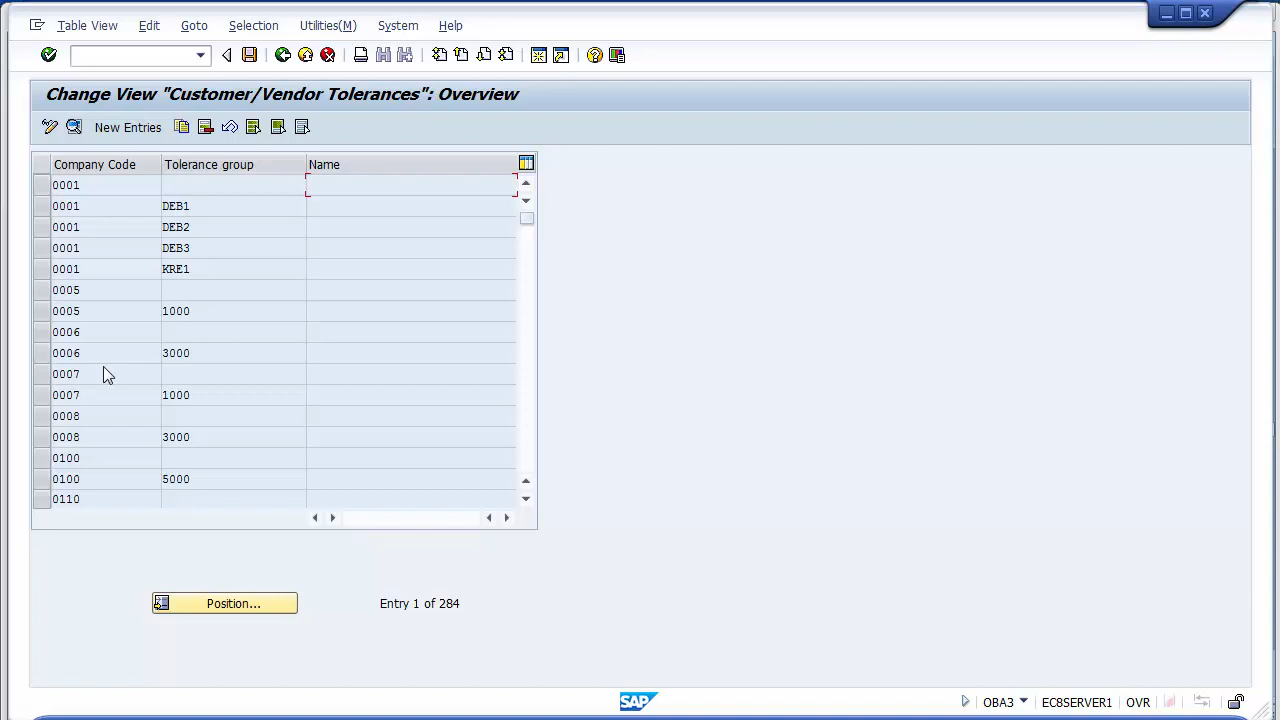 Table View Edit Goto Selection Utilities(M) System Help
Change View "Customer/Vendor Tolerances": Overview
New Entries
Company Code Tolerance group Name
0001
0001 DEB1
0001 DEB2
0001 DEB3
0001 KRE1
0005
0005 1000
0006
0006 3000
0007
0007 1000
0008
0008 3000
0100
0100 5000
0110
Position... Entry 1 of 284
SAP OBA3 EC8SERVER1 OVR